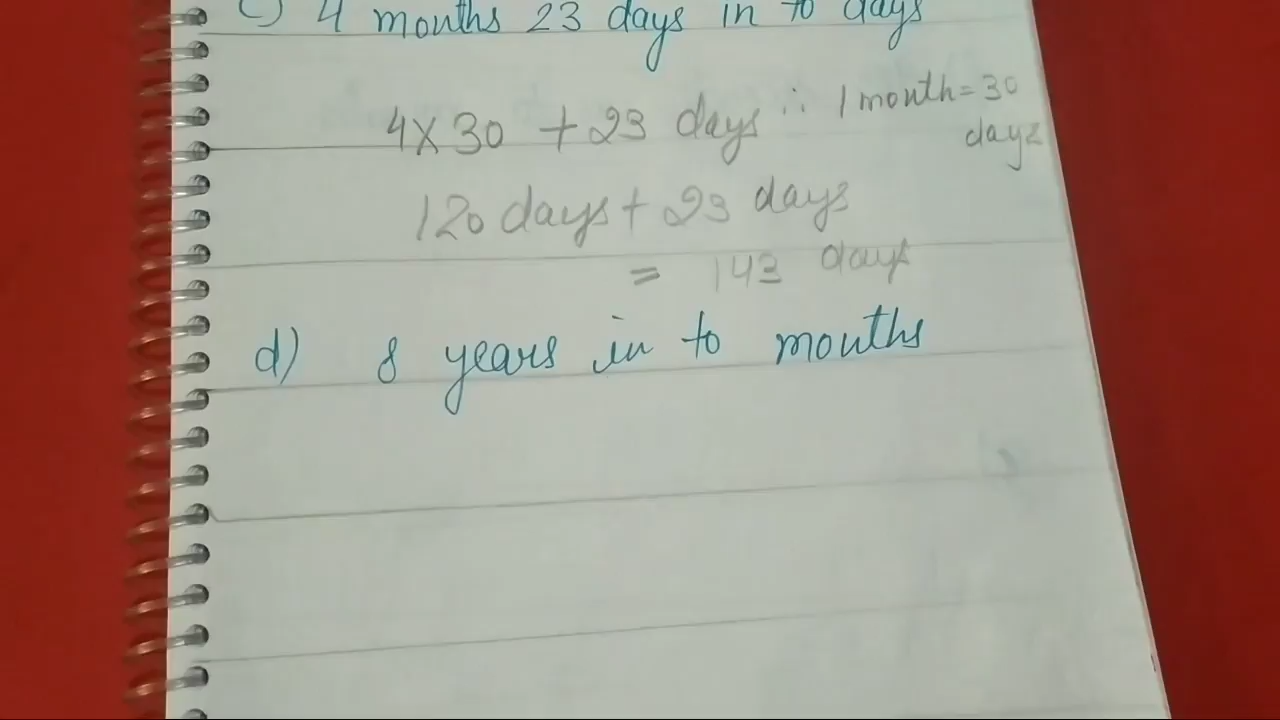 c) 4 months 23 days in to days
4x30 + 23 days ∴ 1 month = 30
days
120 days + 23 days
= 143 days
d) 8 years in to months